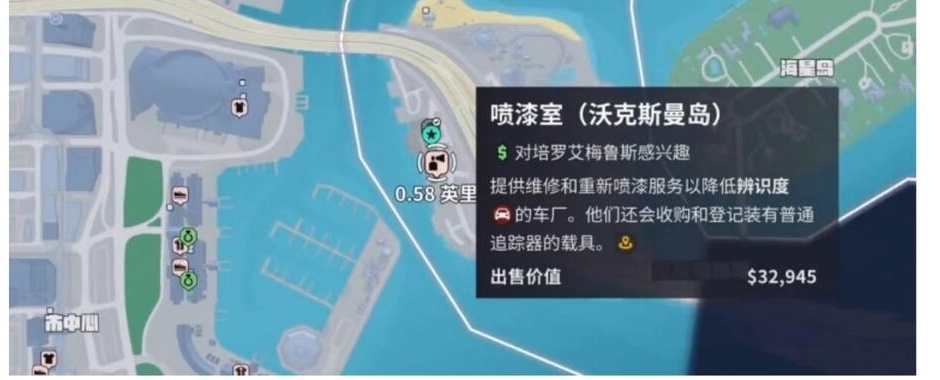 海星岛
喷漆室（沃克斯曼岛）
$ 对培罗艾梅鲁斯感兴趣
0.58 英里
提供维修和重新喷漆服务以降低辨识度
的车厂。他们还会收购和登记装有普通
追踪器的载具。
出售价值 $32,945
市中心